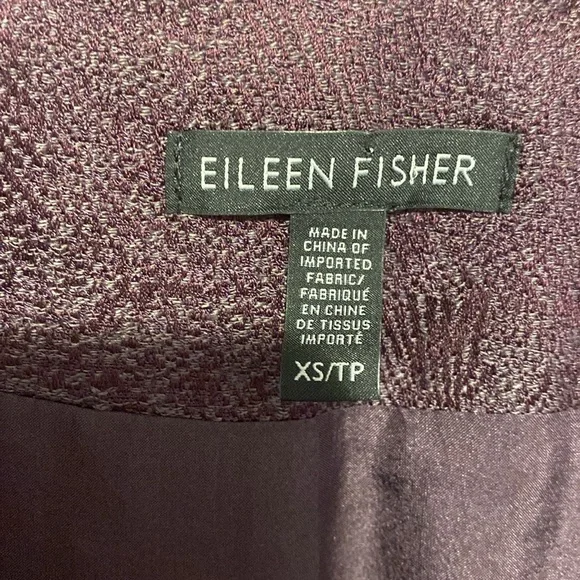 EILEEN FISHER
MADE IN
CHINA OF
IMPORTED
FABRIC/
FABRIQUÉ
EN CHINE
DE TISSUS
IMPORTÉ
XS/TP